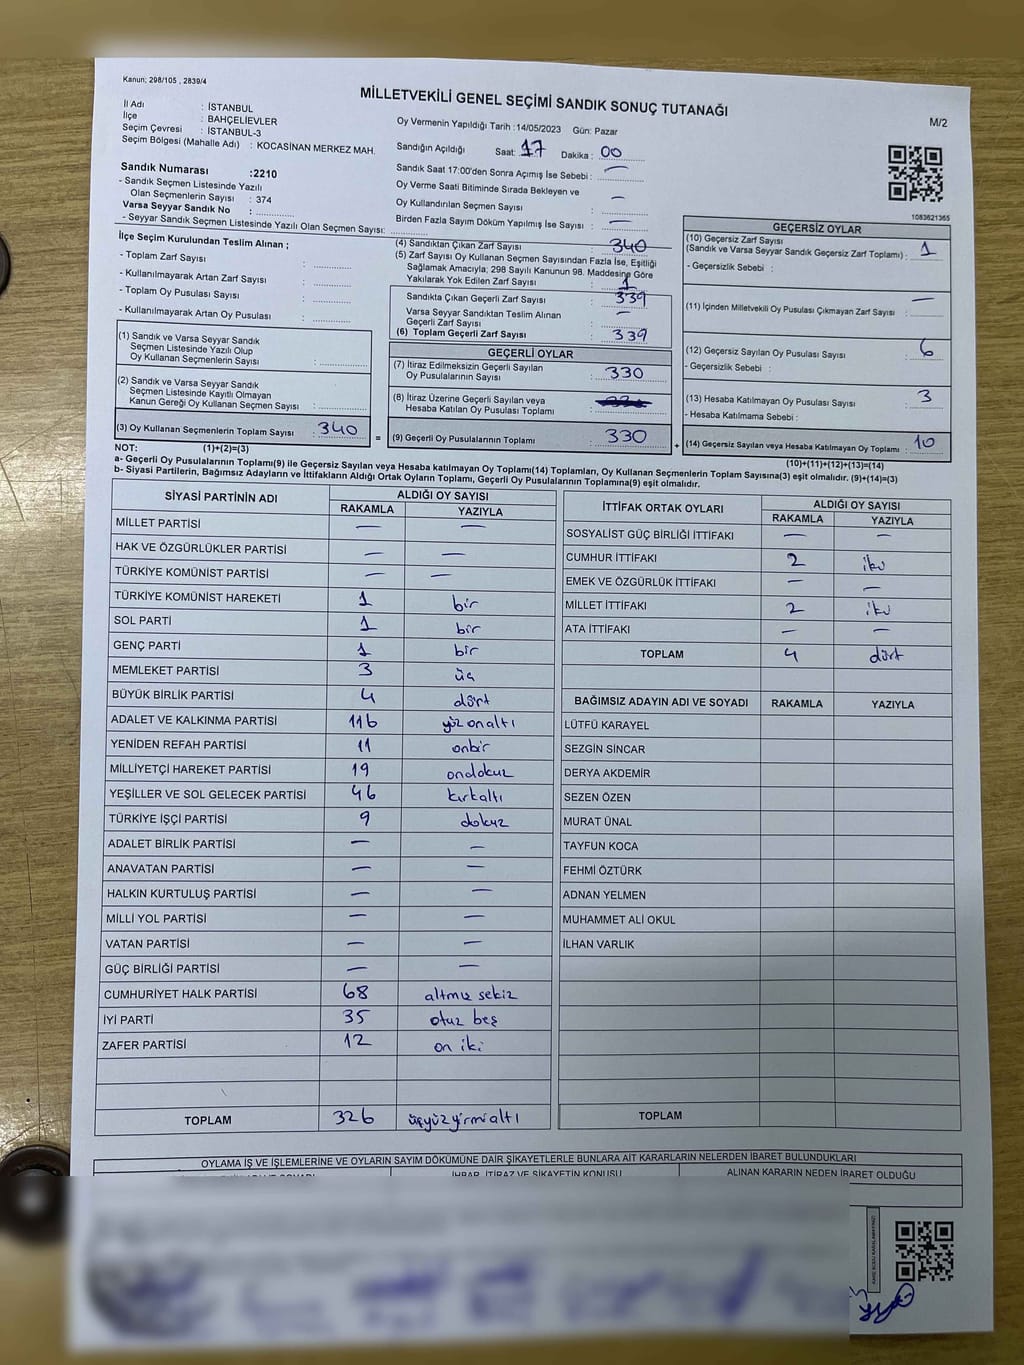 Kanun; 298/105 , 2839/4
MİLLETVEKİLİ GENEL SEÇİMİ SANDIK SONUÇ TUTANAĞI
M/2
İl Adı : İSTANBUL
İlçe : BAHÇELİEVLER
Seçim Çevresi : İSTANBUL-3
Seçim Bölgesi (Mahalle Adı) : KOCASİNAN MERKEZ MAH.
Sandık Numarası :2210
- Sandık Seçmen Listesinde Yazılı
Olan Seçmenlerin Sayısı : 374
Varsa Seyyar Sandık No :
- Seyyar Sandık Seçmen Listesinde Yazılı Olan Seçmen Sayısı:
Oy Vermenin Yapıldığı Tarih :14/05/2023 Gün: Pazar
Sandığın Açıldığı Saat: 17 Dakika : 00
Sandık Saat 17:00'den Sonra Açımış İse Sebebi : —
Oy Verme Saati Bitiminde Sırada Bekleyen ve
Oy Kullandırılan Seçmen Sayısı : —
Birden Fazla Sayım Döküm Yapılmış İse Sayısı : —
1083621365
İlçe Seçim Kurulundan Teslim Alınan ;
- Toplam Zarf Sayısı :
- Kullanılmayarak Artan Zarf Sayısı :
- Toplam Oy Pusulası Sayısı :
- Kullanılmayarak Artan Oy Pusulası :
(1) Sandık ve Varsa Seyyar Sandık
Seçmen Listesinde Yazılı Olup
Oy Kullanan Seçmenlerin Sayısı :
(2) Sandık ve Varsa Seyyar Sandık
Seçmen Listesinde Kayıtlı Olmayan
Kanun Gereği Oy Kullanan Seçmen Sayısı :
(3) Oy Kullanan Seçmenlerin Toplam Sayısı : 340
(1)+(2)=(3)
(4) Sandıktan Çıkan Zarf Sayısı : 340
(5) Zarf Sayısı Oy Kullanan Seçmen Sayısından Fazla İse, Eşitliği
Sağlamak Amacıyla; 298 Sayılı Kanunun 98. Maddesine Göre
Yakılarak Yok Edilen Zarf Sayısı : 1
Sandıkta Çıkan Geçerli Zarf Sayısı : 339
Varsa Seyyar Sandıktan Teslim Alınan
Geçerli Zarf Sayısı : —
(6) Toplam Geçerli Zarf Sayısı : 339
GEÇERLİ OYLAR
(7) İtiraz Edilmeksizin Geçerli Sayılan
Oy Pusulalarının Sayısı : 330
(8) İtiraz Üzerine Geçerli Sayılan veya
Hesaba Katılan Oy Pusulası Toplamı :
= (9) Geçerli Oy Pusulalarının Toplamı : 330 +
GEÇERSİZ OYLAR
(10) Geçersiz Zarf Sayısı
(Sandık ve Varsa Seyyar Sandık Geçersiz Zarf Toplamı) : 1
- Geçersizlik Sebebi :
(11) İçinden Milletvekili Oy Pusulası Çıkmayan Zarf Sayısı : —
(12) Geçersiz Sayılan Oy Pusulası Sayısı : 6
- Geçersizlik Sebebi :
(13) Hesaba Katılmayan Oy Pusulası Sayısı : 3
- Hesaba Katılmama Sebebi :
(14) Geçersiz Sayılan veya Hesaba Katılmayan Oy Toplamı : 10
(10)+(11)+(12)+(13)=(14)
NOT:
a- Geçerli Oy Pusulalarının Toplamı(9) ile Geçersiz Sayılan veya Hesaba katılmayan Oy Toplamı(14) Toplamları, Oy Kullanan Seçmenlerin Toplam Sayısına(3) eşit olmalıdır. (9)+(14)=(3)
b- Siyasi Partilerin, Bağımsız Adayların ve İttifakların Aldığı Ortak Oyların Toplamı, Geçerli Oy Pusulalarının Toplamına(9) eşit olmalıdır.
SİYASİ PARTİNİN ADI ALDIĞI OY SAYISI
RAKAMLA YAZIYLA
MİLLET PARTİSİ — —
HAK VE ÖZGÜRLÜKLER PARTİSİ — —
TÜRKİYE KOMÜNİST PARTİSİ — —
TÜRKİYE KOMÜNİST HAREKETİ 1 bir
SOL PARTİ 1 bir
GENÇ PARTİ 1 bir
MEMLEKET PARTİSİ 3 üç
BÜYÜK BİRLİK PARTİSİ 4 dört
ADALET VE KALKINMA PARTİSİ 116 yüz onaltı
YENİDEN REFAH PARTİSİ 11 onbir
MİLLİYETÇİ HAREKET PARTİSİ 19 ondokuz
YEŞİLLER VE SOL GELECEK PARTİSİ 46 kırkaltı
TÜRKİYE İŞÇİ PARTİSİ 9 dokuz
ADALET BİRLİK PARTİSİ — —
ANAVATAN PARTİSİ — —
HALKIN KURTULUŞ PARTİSİ — —
MİLLİ YOL PARTİSİ — —
VATAN PARTİSİ — —
GÜÇ BİRLİĞİ PARTİSİ — —
CUMHURİYET HALK PARTİSİ 68 altmış sekiz
İYİ PARTİ 35 otuz beş
ZAFER PARTİSİ 12 on iki
TOPLAM 326 üçyüzyirmialtı
İTTİFAK ORTAK OYLARI ALDIĞI OY SAYISI
RAKAMLA YAZIYLA
SOSYALİST GÜÇ BİRLİĞİ İTTİFAKI — —
CUMHUR İTTİFAKI 2 iki
EMEK VE ÖZGÜRLÜK İTTİFAKI — —
MİLLET İTTİFAKI 2 iki
ATA İTTİFAKI — —
TOPLAM 4 dört
BAĞIMSIZ ADAYIN ADI VE SOYADI RAKAMLA YAZIYLA
LÜTFÜ KARAYEL
SEZGİN SİNCAR
DERYA AKDEMİR
SEZEN ÖZEN
MURAT ÜNAL
TAYFUN KOCA
FEHMİ ÖZTÜRK
ADNAN YELMEN
MUHAMMET ALİ OKUL
İLHAN VARLIK
TOPLAM
OYLAMA İŞ VE İŞLEMLERİNE VE OYLARIN SAYIM DÖKÜMÜNE DAİR ŞİKAYETLERLE BUNLARA AİT KARARLARIN NELERDEN İBARET BULUNDUKLARI
İHBAR, İTİRAZ VE ŞİKAYETİN KONUSU ALINAN KARARIN NEDEN İBARET OLDUĞU